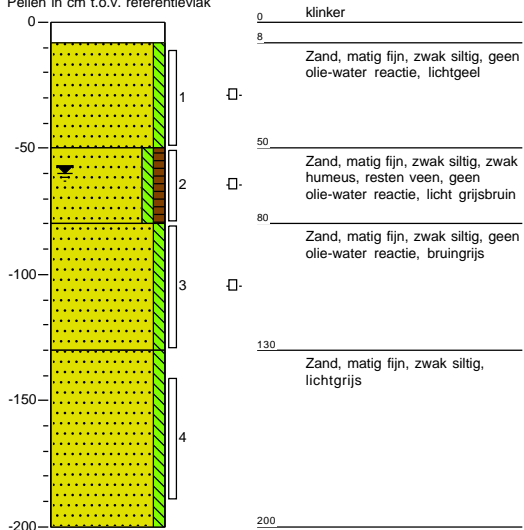 Peilen in cm t.o.v. referentievlak
0
klinker
0
8
Zand, matig fijn, zwak siltig, geen
olie-water reactie, lichtgeel
1
-50
50
Zand, matig fijn, zwak siltig, zwak
humeus, resten veen, geen
olie-water reactie, licht grijsbruin
2
80
Zand, matig fijn, zwak siltig, geen
olie-water reactie, bruingrijs
-100
3
130
Zand, matig fijn, zwak siltig,
lichtgrijs
-150
4
-200
200